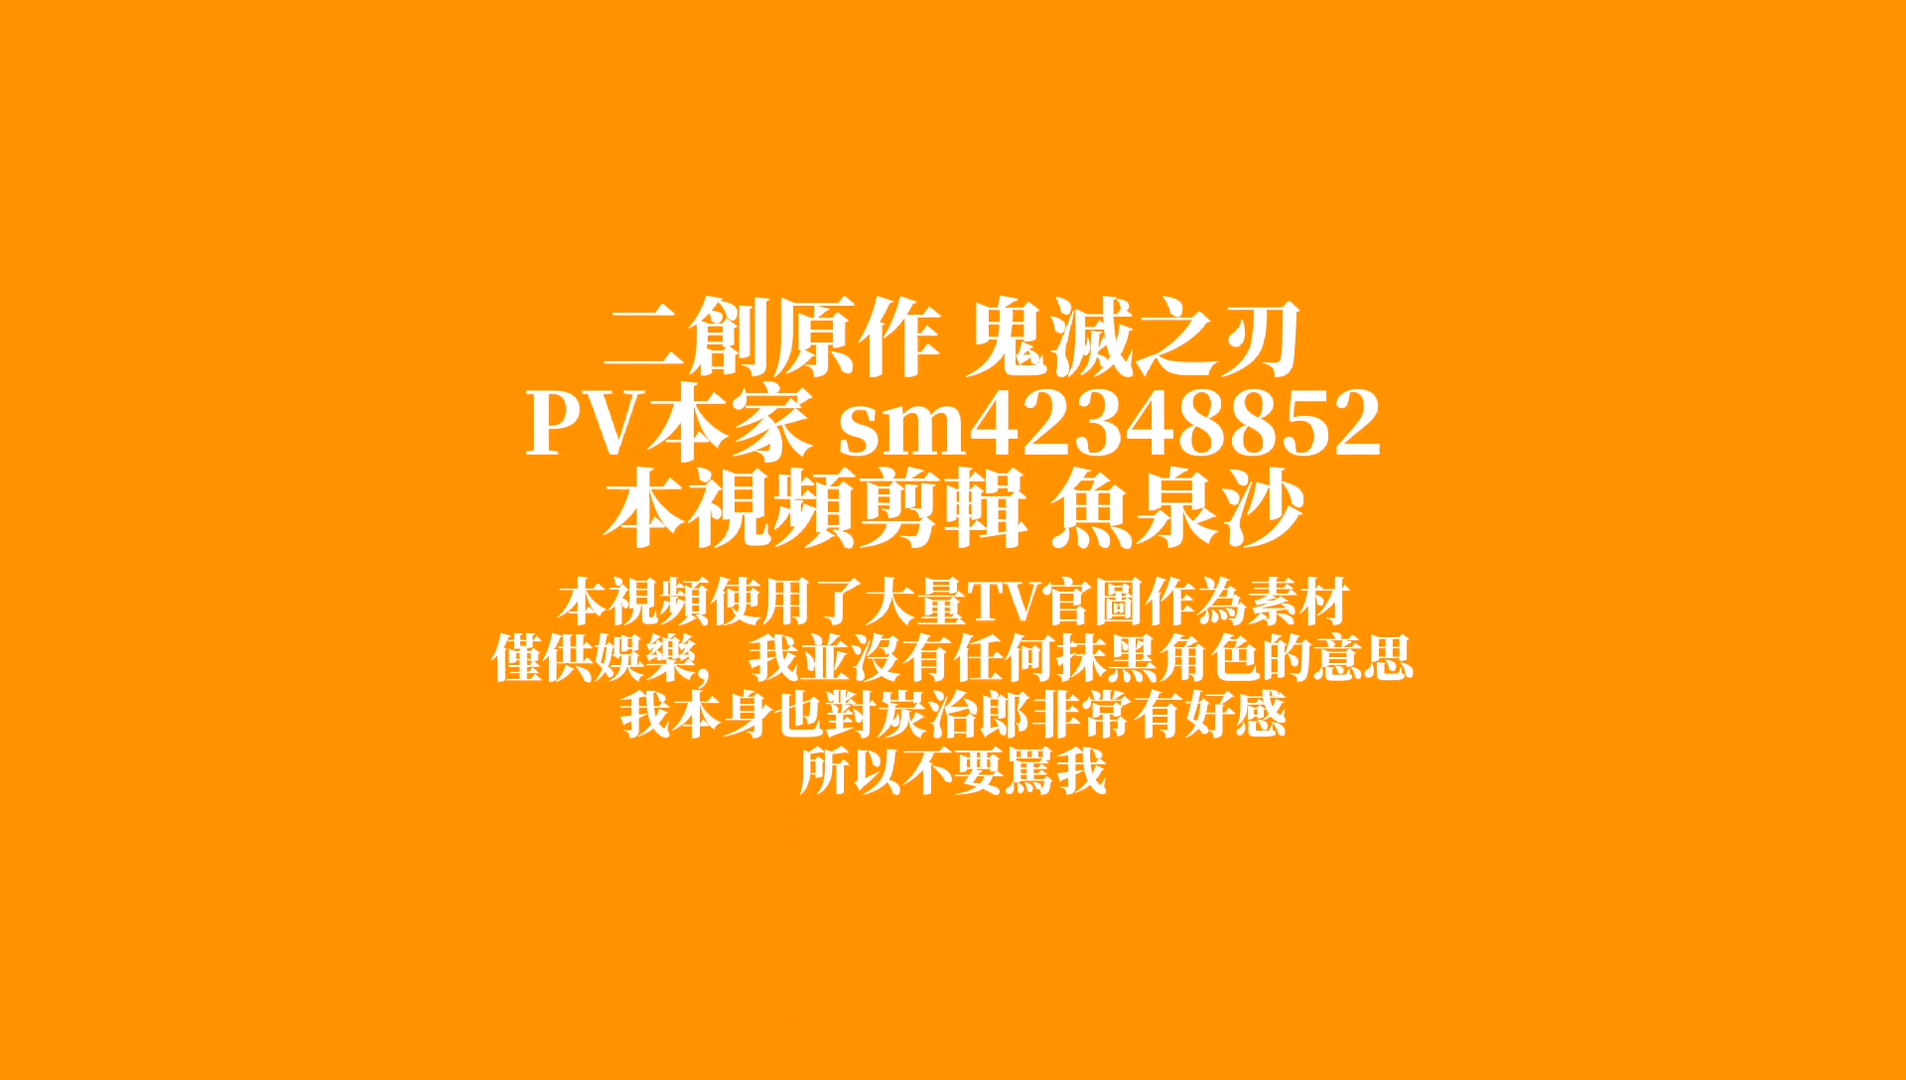 二創原作 鬼滅之刃
PV本家 sm42348852
本視頻剪輯 魚泉沙
本視頻使用了大量TV官圖作為素材
僅供娛樂，我並沒有任何抹黑角色的意思
我本身也對炭治郎非常有好感
所以不要罵我